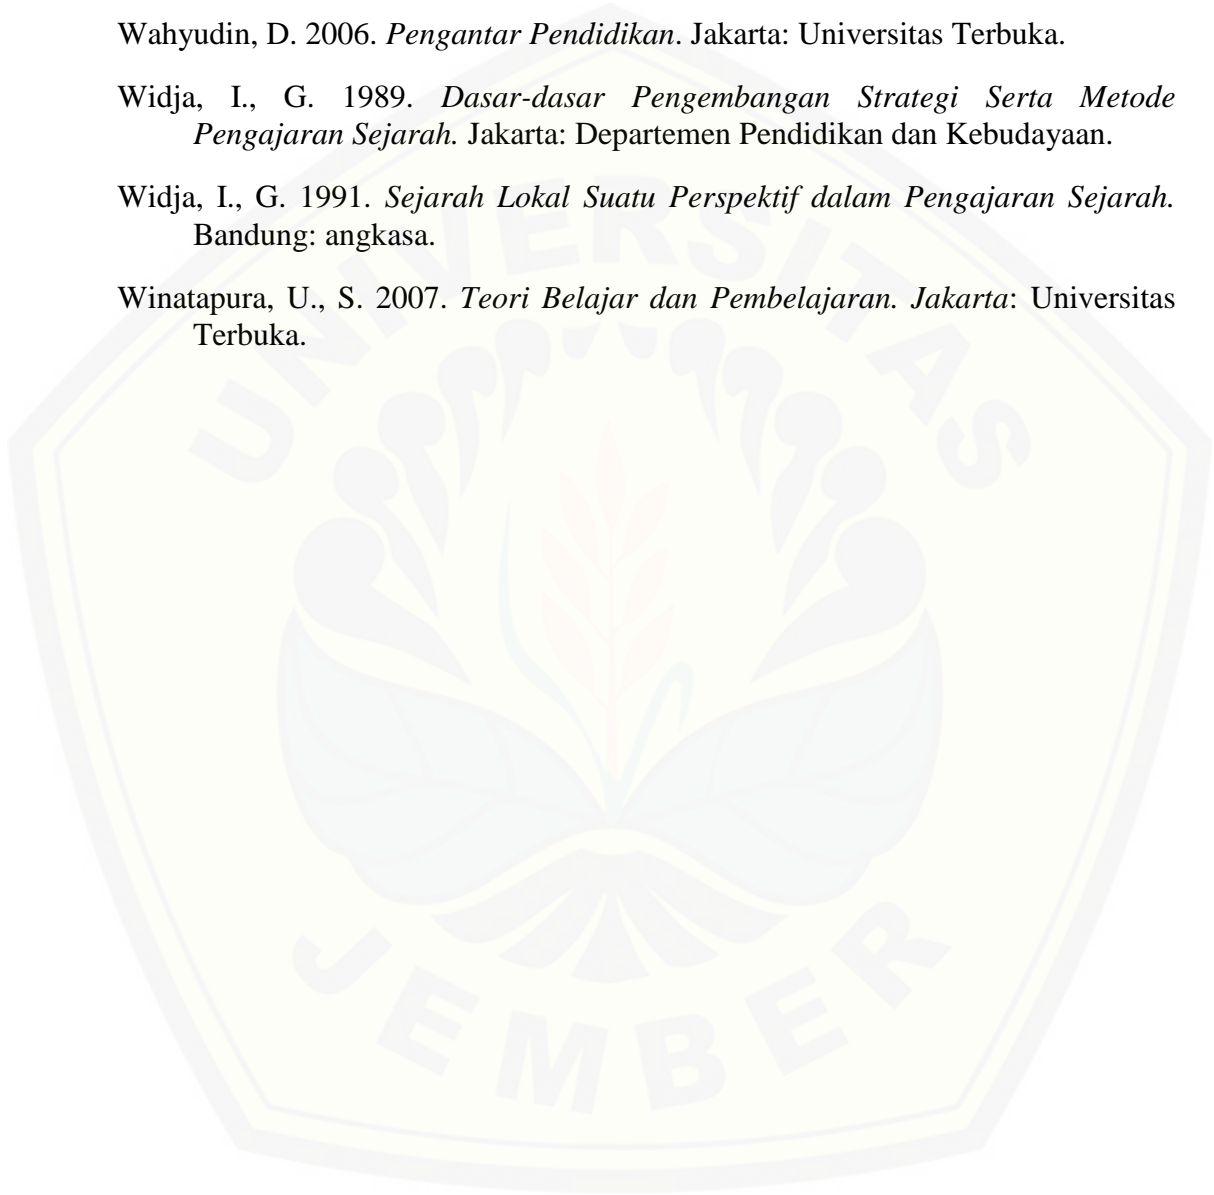 Wahyudin, D. 2006. Pengantar Pendidikan. Jakarta: Universitas Terbuka.
Widja, I., G. 1989. Dasar-dasar Pengembangan Strategi Serta Metode
Pengajaran Sejarah. Jakarta: Departemen Pendidikan dan Kebudayaan.
Widja, I., G. 1991. Sejarah Lokal Suatu Perspektif dalam Pengajaran Sejarah.
Bandung: angkasa.
Winatapura, U., S. 2007. Teori Belajar dan Pembelajaran. Jakarta: Universitas
Terbuka.
UNIVERSITAS
JEMBER